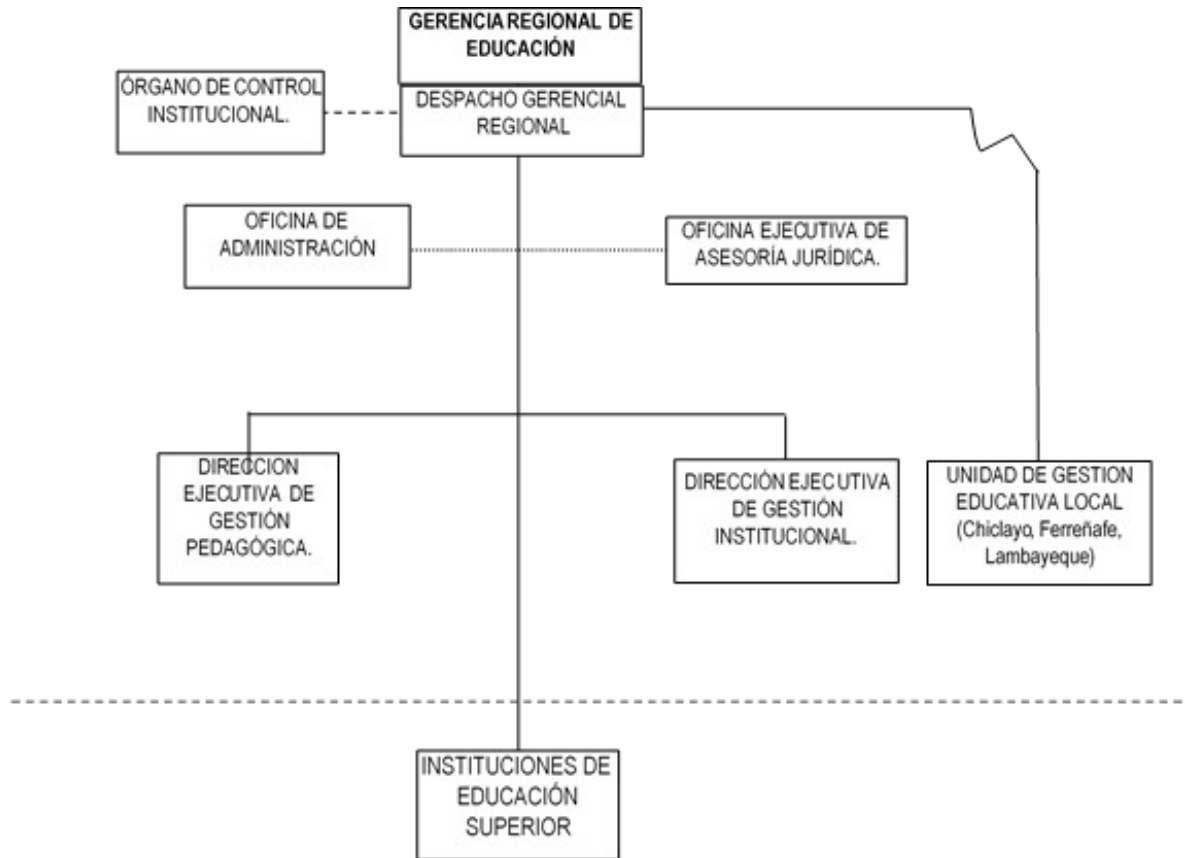 GERENCIA REGIONAL DE
EDUCACIÓN
ÓRGANO DE CONTROL
INSTITUCIONAL.
DESPACHO GERENCIAL
REGIONAL
OFICINA DE
ADMINISTRACIÓN
OFICINA EJECUTIVA DE
ASESORÍA JURÍDICA.
DIRECCION
EJECUTIVA DE
GESTIÓN
PEDAGÓGICA.
DIRECCIÓN EJECUTIVA
DE GESTIÓN
INSTITUCIONAL.
UNIDAD DE GESTION
EDUCATIVA LOCAL
(Chiclayo, Ferreñafe,
Lambayeque)
INSTITUCIONES DE
EDUCACIÓN
SUPERIOR